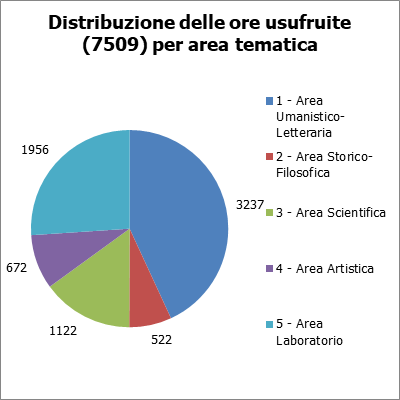 Distribuzione delle ore usufruite
(7509) per area tematica
1 - Area
Umanistico-
Letteraria
2 - Area Storico-
Filosofica
3 - Area Scientifica
4 - Area Artistica
5 - Area
Laboratorio
1956
3237
672
1122
522